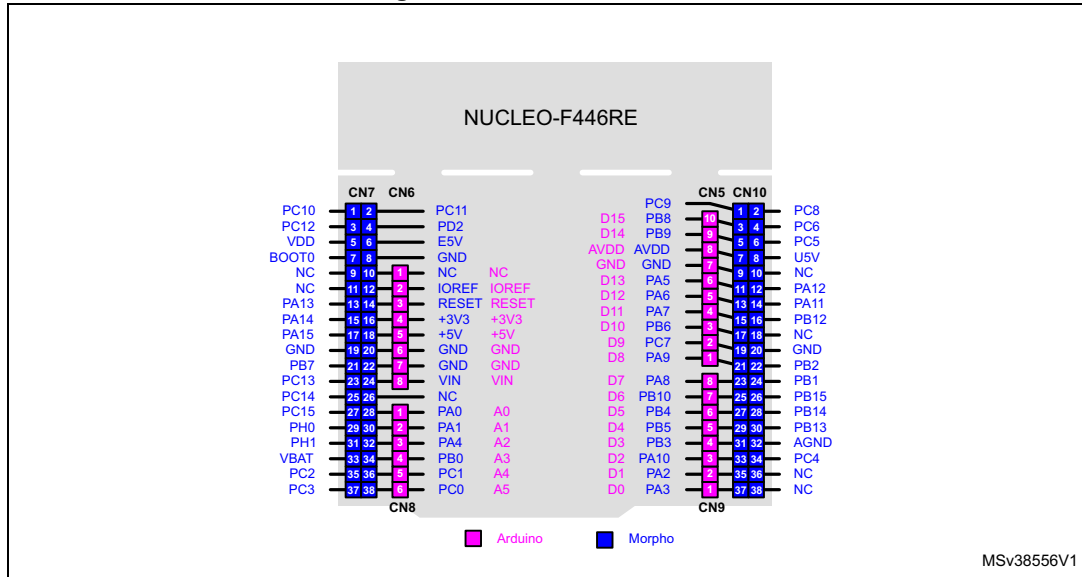 NUCLEO-F446RE
CN7 CN6 CN5 CN10
PC9
PC10 1 2 PC11 D15 PB8 10 1 2 PC8
PC12 3 4 PD2 D14 PB9 9 3 4 PC6
VDD 5 6 E5V AVDD AVDD 8 5 6 PC5
BOOT0 7 8 GND GND GND 7 7 8 U5V
NC 9 10 1 NC NC D13 PA5 6 9 10 NC
NC 11 12 2 IOREF IOREF D12 PA6 5 11 12 PA12
PA13 13 14 3 RESET RESET D11 PA7 4 13 14 PA11
PA14 15 16 4 +3V3 +3V3 D10 PB6 3 15 16 PB12
PA15 17 18 5 +5V +5V D9 PC7 2 17 18 NC
GND 19 20 6 GND GND D8 PA9 1 19 20 GND
PB7 21 22 7 GND GND 21 22 PB2
PC13 23 24 8 VIN VIN D7 PA8 8 23 24 PB1
PC14 25 26 NC D6 PB10 7 25 26 PB15
PC15 27 28 1 PA0 A0 D5 PB4 6 27 28 PB14
PH0 29 30 2 PA1 A1 D4 PB5 5 29 30 PB13
PH1 31 32 3 PA4 A2 D3 PB3 4 31 32 AGND
VBAT 33 34 4 PB0 A3 D2 PA10 3 33 34 PC4
PC2 35 36 5 PC1 A4 D1 PA2 2 35 36 NC
PC3 37 38 6 PC0 A5 D0 PA3 1 37 38 NC
CN8 CN9
Arduino Morpho
MSv38556V1